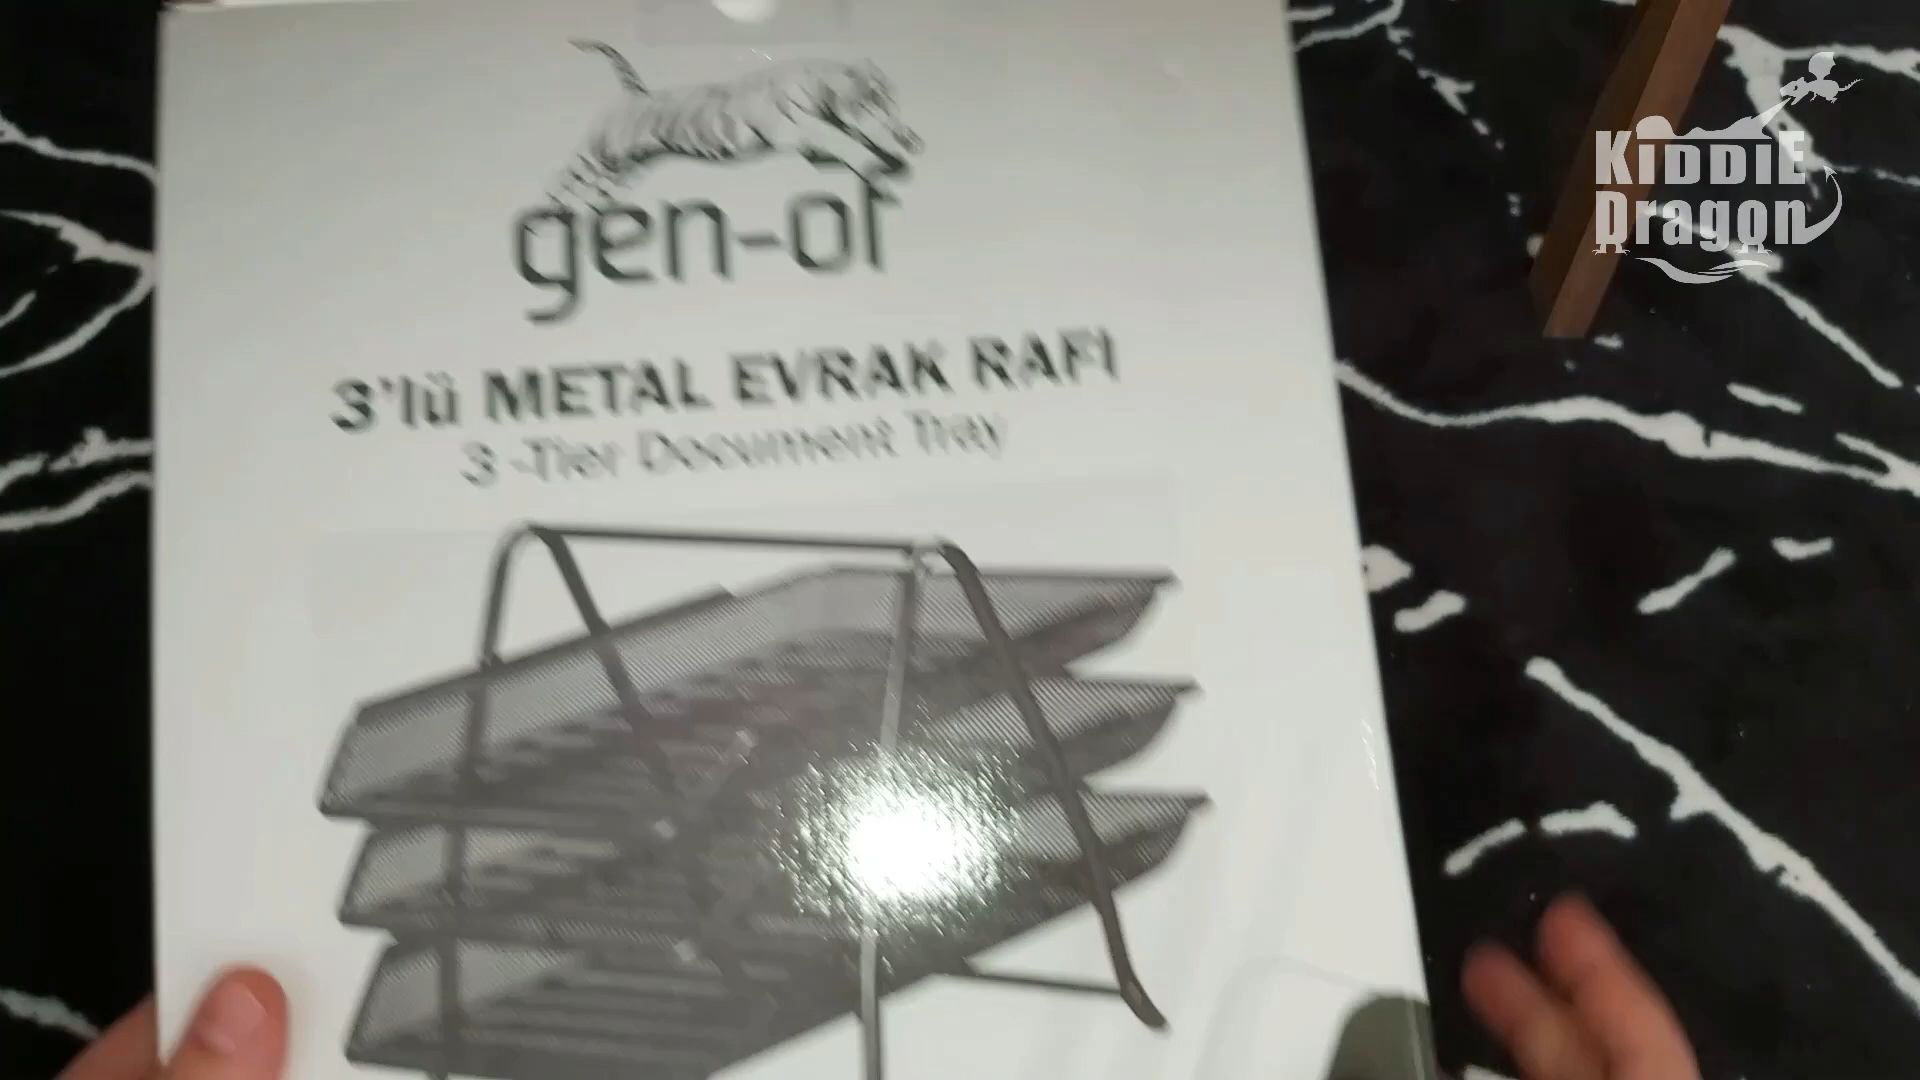 gen-of
3'lü METAL EVRAK RAFI
3-Tier Document Tray
KiDDiE
Dragon